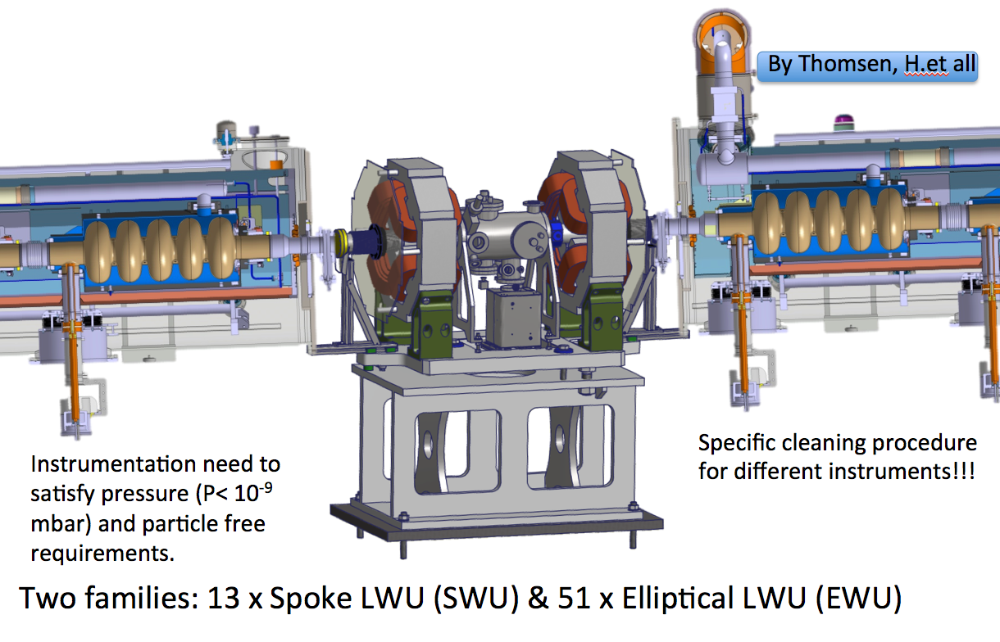 By Thomsen, H.et all
Instrumentation need to
satisfy pressure (P< 10⁻⁹
mbar) and particle free
requirements.
Specific cleaning procedure
for different instruments!!!
Two families: 13 x Spoke LWU (SWU) & 51 x Elliptical LWU (EWU)